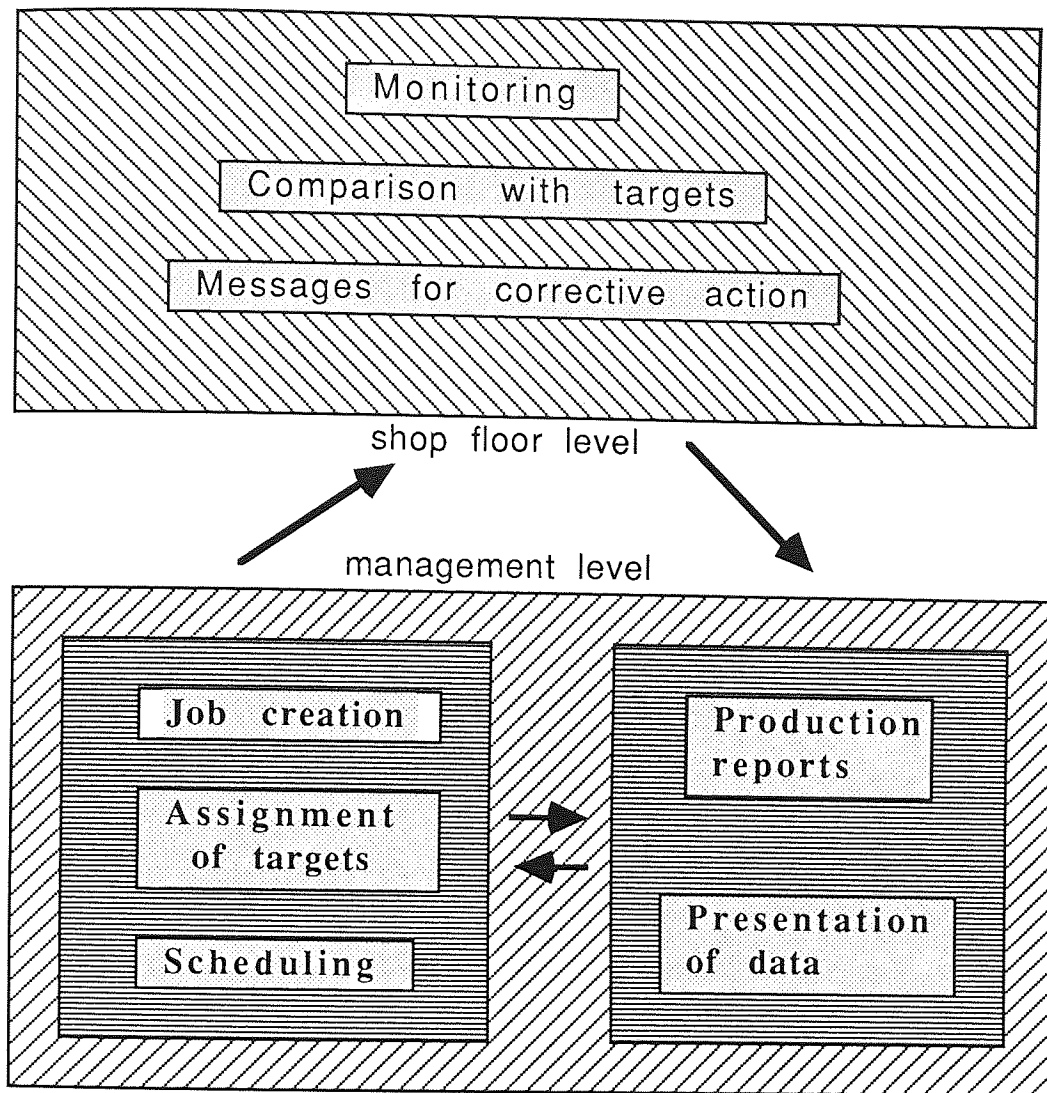 Monitoring
Comparison with targets
Messages for corrective action
shop floor level
management level
Job creation
Assignment
of targets
Scheduling
Production
reports
Presentation
of data